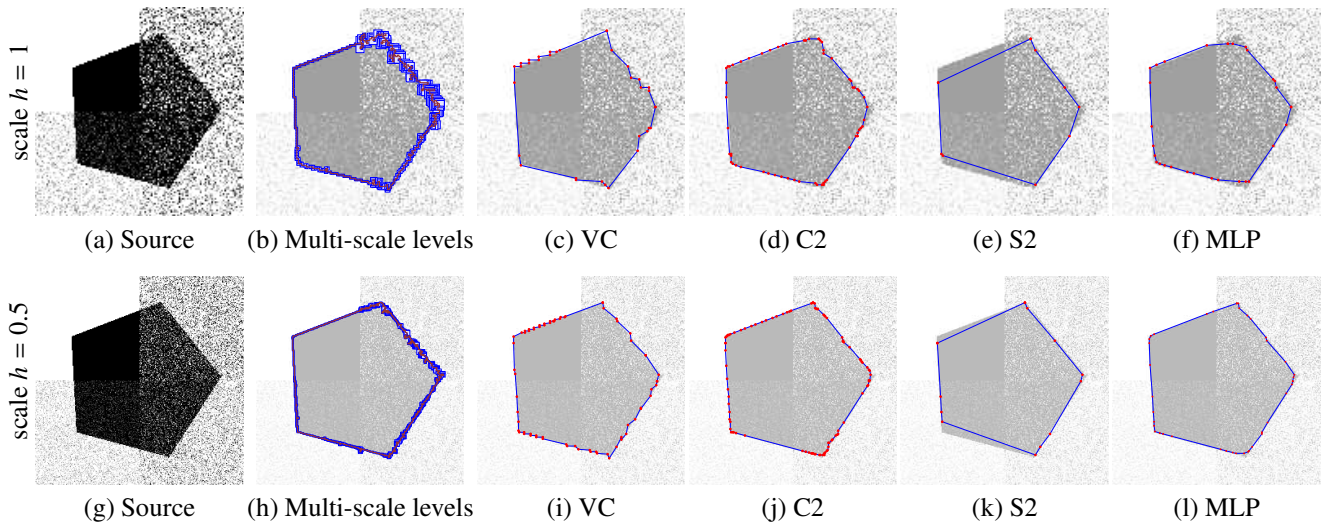 scale h = 1
(a) Source
(b) Multi-scale levels
(c) VC
(d) C2
(e) S2
(f) MLP
scale h = 0.5
(g) Source
(h) Multi-scale levels
(i) VC
(j) C2
(k) S2
(l) MLP